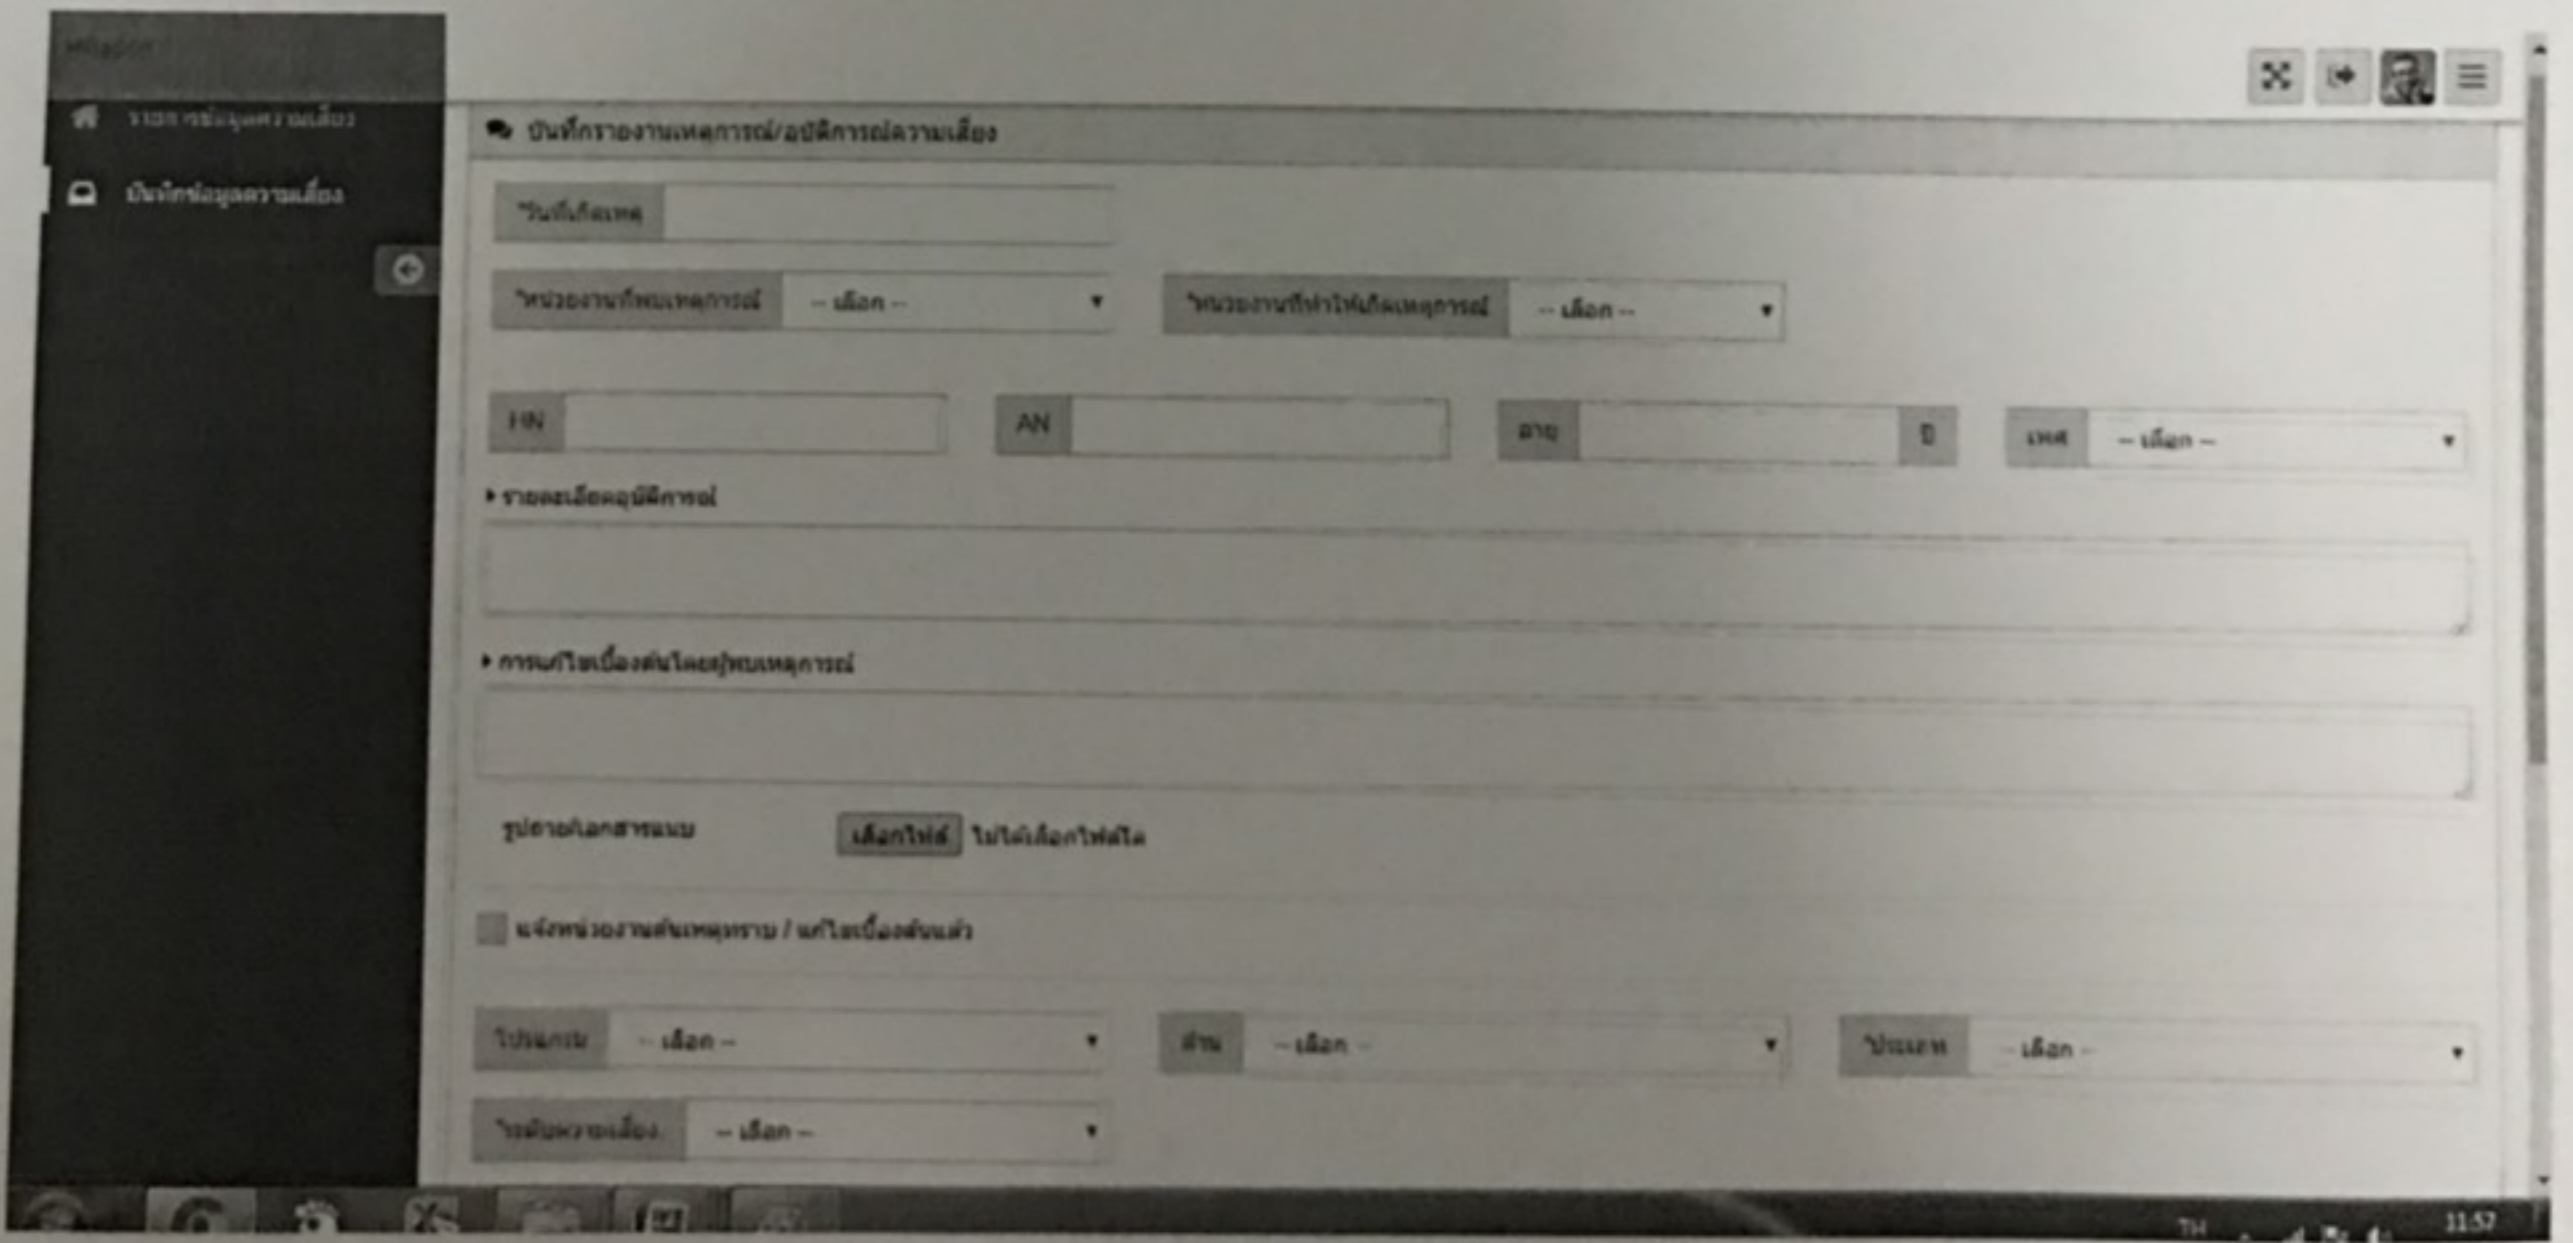 รายการข้อมูลความเสี่ยง
บันทึกข้อมูลความเสี่ยง
บันทึกรายงานเหตุการณ์/อุบัติการณ์ความเสี่ยง
*วันที่เกิดเหตุ
*หน่วยงานที่พบเหตุการณ์ -- เลือก -- *หน่วยงานที่ทำให้เกิดเหตุการณ์ -- เลือก --
HN AN อายุ ปี เพศ -- เลือก --
รายละเอียดอุบัติการณ์
การแก้ไขเบื้องต้นโดยผู้พบเหตุการณ์
รูปถ่าย/เอกสารแนบ เลือกไฟล์ ไม่ได้เลือกไฟล์ใด
แจ้งหน่วยงานต้นเหตุทราบ / แก้ไขเบื้องต้นแล้ว
โปรแกรม -- เลือก -- ด้าน -- เลือก -- *ประเภท -- เลือก --
*ระดับความเสี่ยง -- เลือก --
TH 11:57